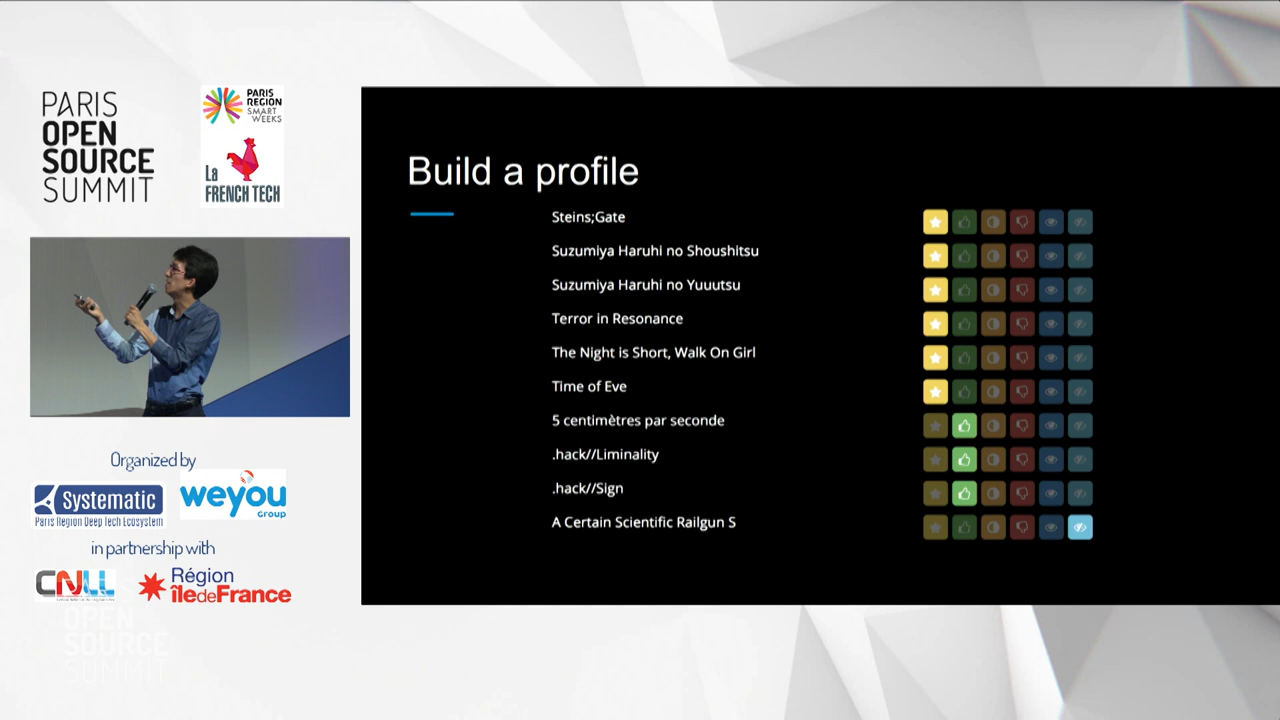 PARIS
OPEN
SOURCE
SUMMIT
PARIS
REGION
SMART
WEEKS
La
FRENCH TECH
Build a profile
Steins;Gate
Suzumiya Haruhi no Shoushitsu
Suzumiya Haruhi no Yuuutsu
Terror in Resonance
The Night is Short, Walk On Girl
Time of Eve
5 centimètres par seconde
.hack//Liminality
.hack//Sign
A Certain Scientific Railgun S
Organized by
Systematic
Paris Region Deep Tech Ecosystem
weyou
GROUP
in partnership with
CNLL
Région
îledeFrance
OPEN
SOURCE
SUMMIT